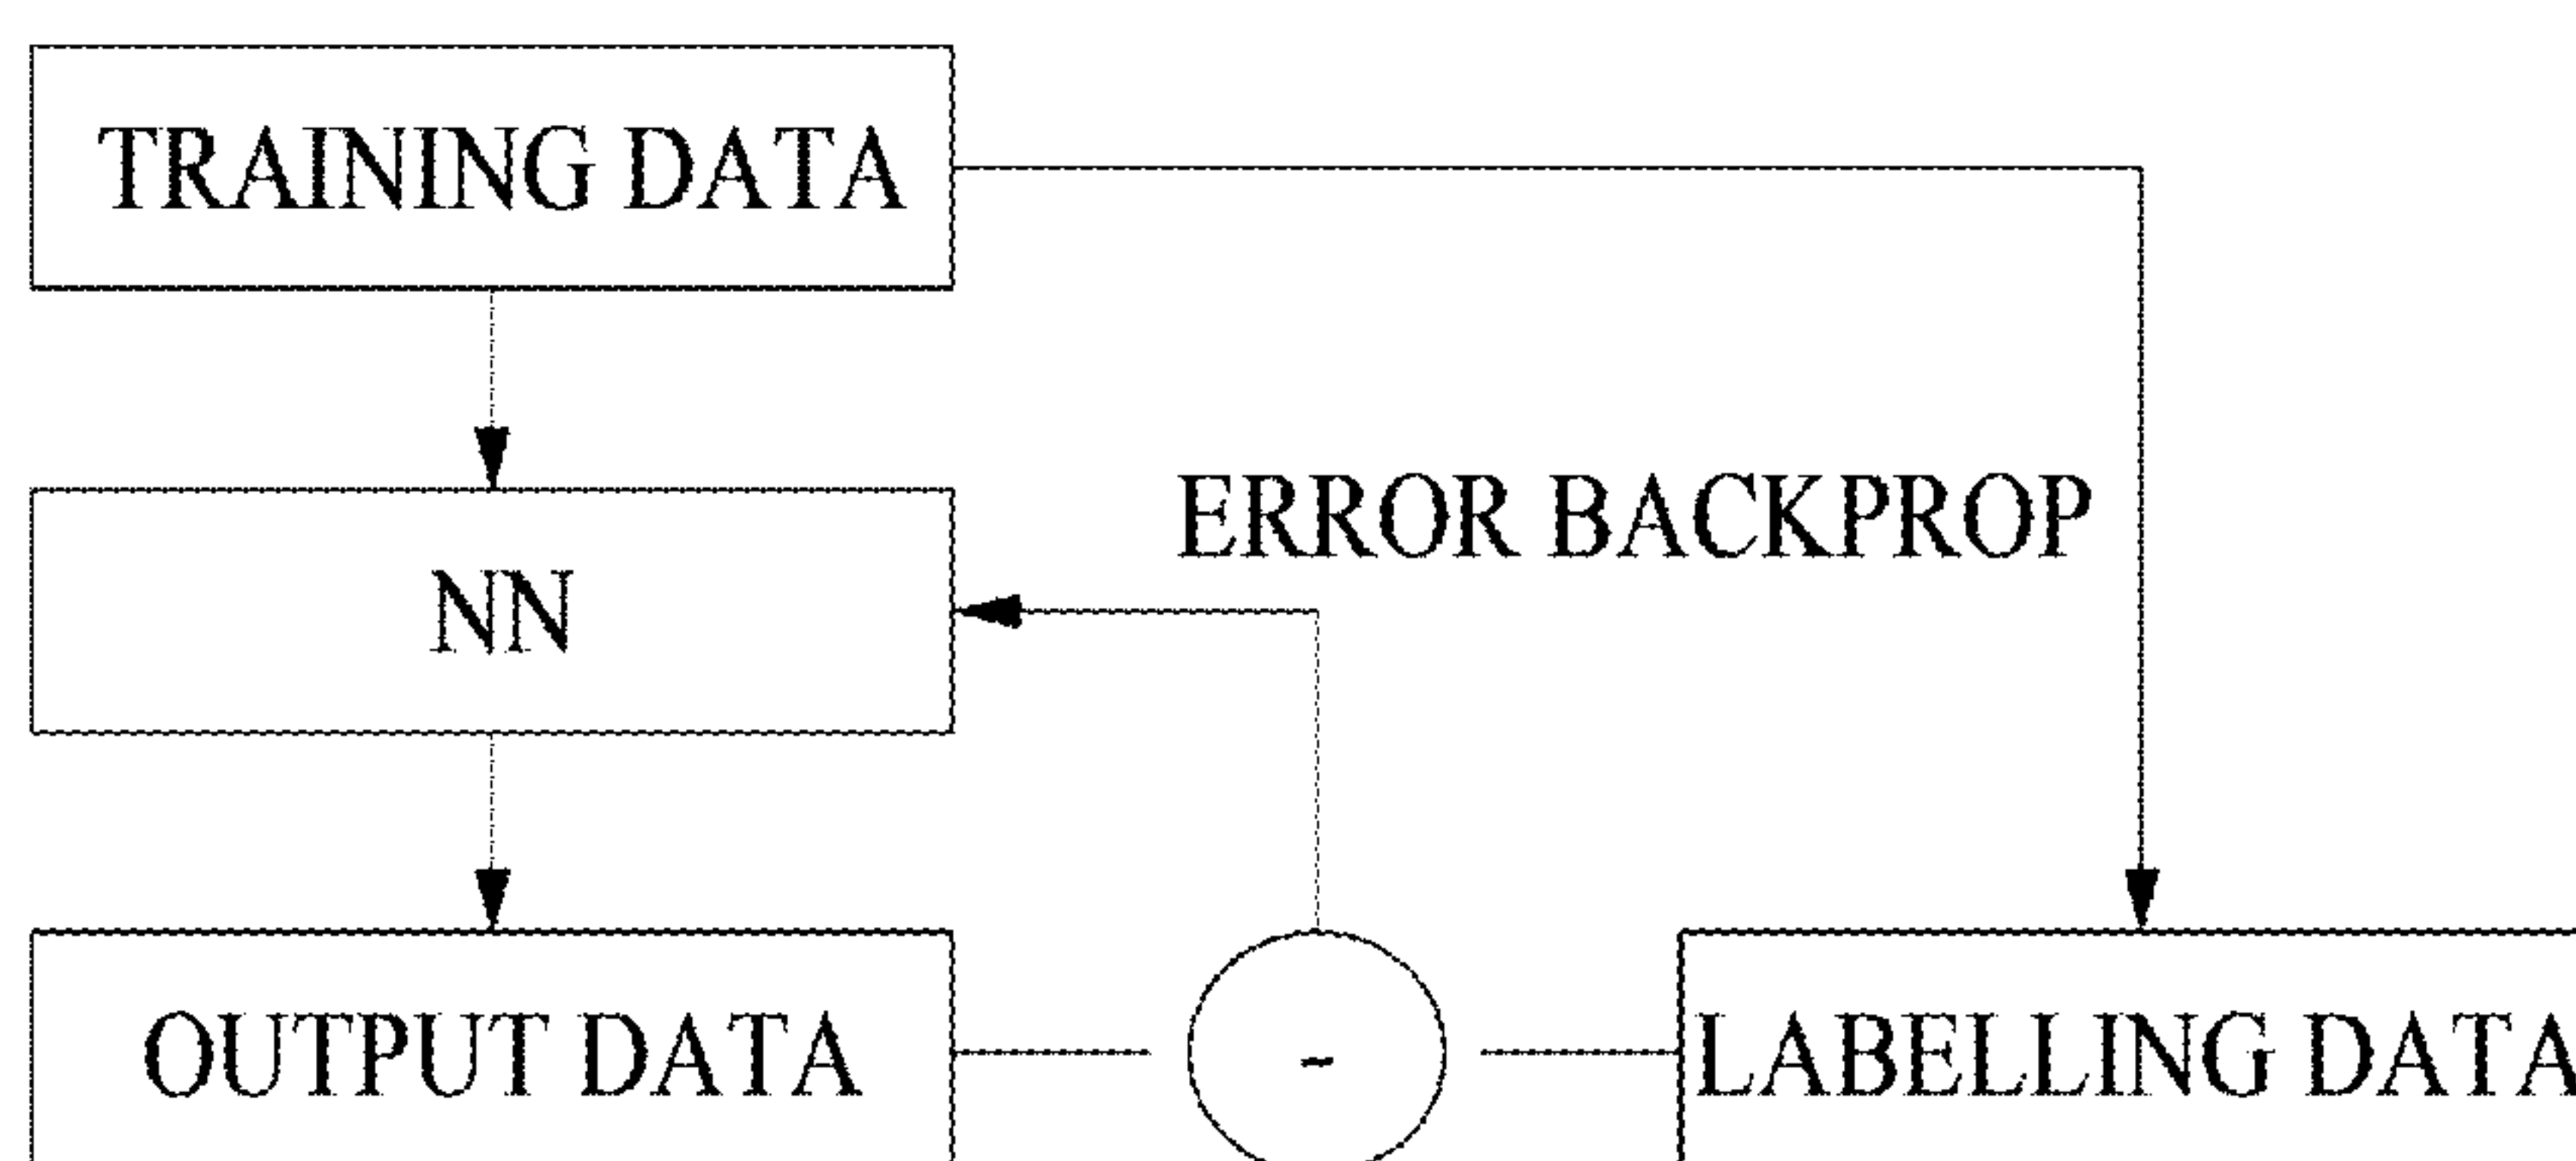 TRAINING DATA
ERROR BACKPROP
NN
OUTPUT DATA
-
LABELLING DATA